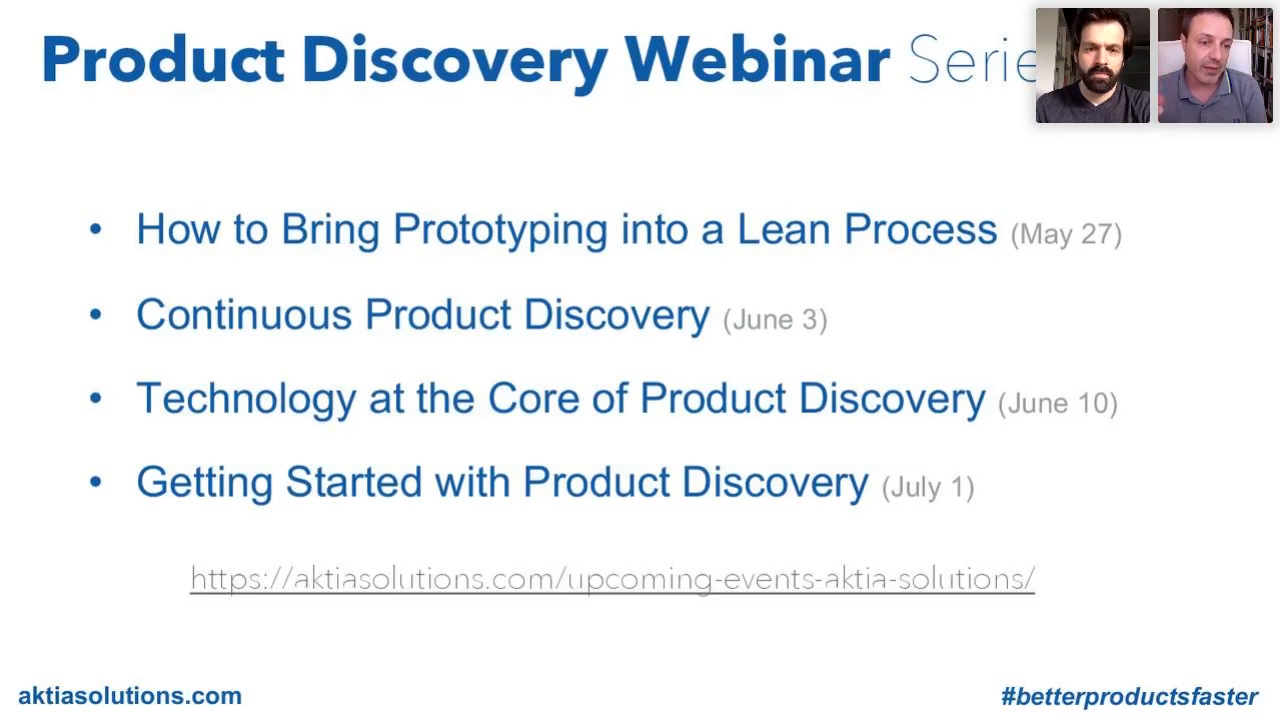 Product Discovery Webinar Serie
• How to Bring Prototyping into a Lean Process (May 27)
• Continuous Product Discovery (June 3)
• Technology at the Core of Product Discovery (June 10)
• Getting Started with Product Discovery (July 1)
https://aktiasolutions.com/upcoming-events-aktia-solutions/
aktiasolutions.com
#betterproductsfaster